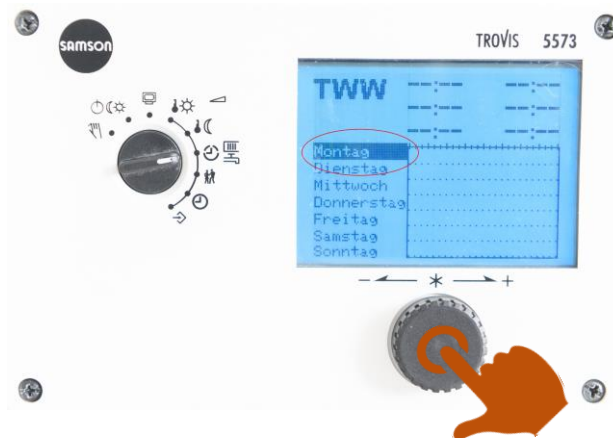 SAMSON
TROVIS 5573
TWW --:-- --:--
--:-- --:--
--:-- --:--
Montag
Dienstag
Mittwoch
Donnerstag
Freitag
Samstag
Sonntag
- * +